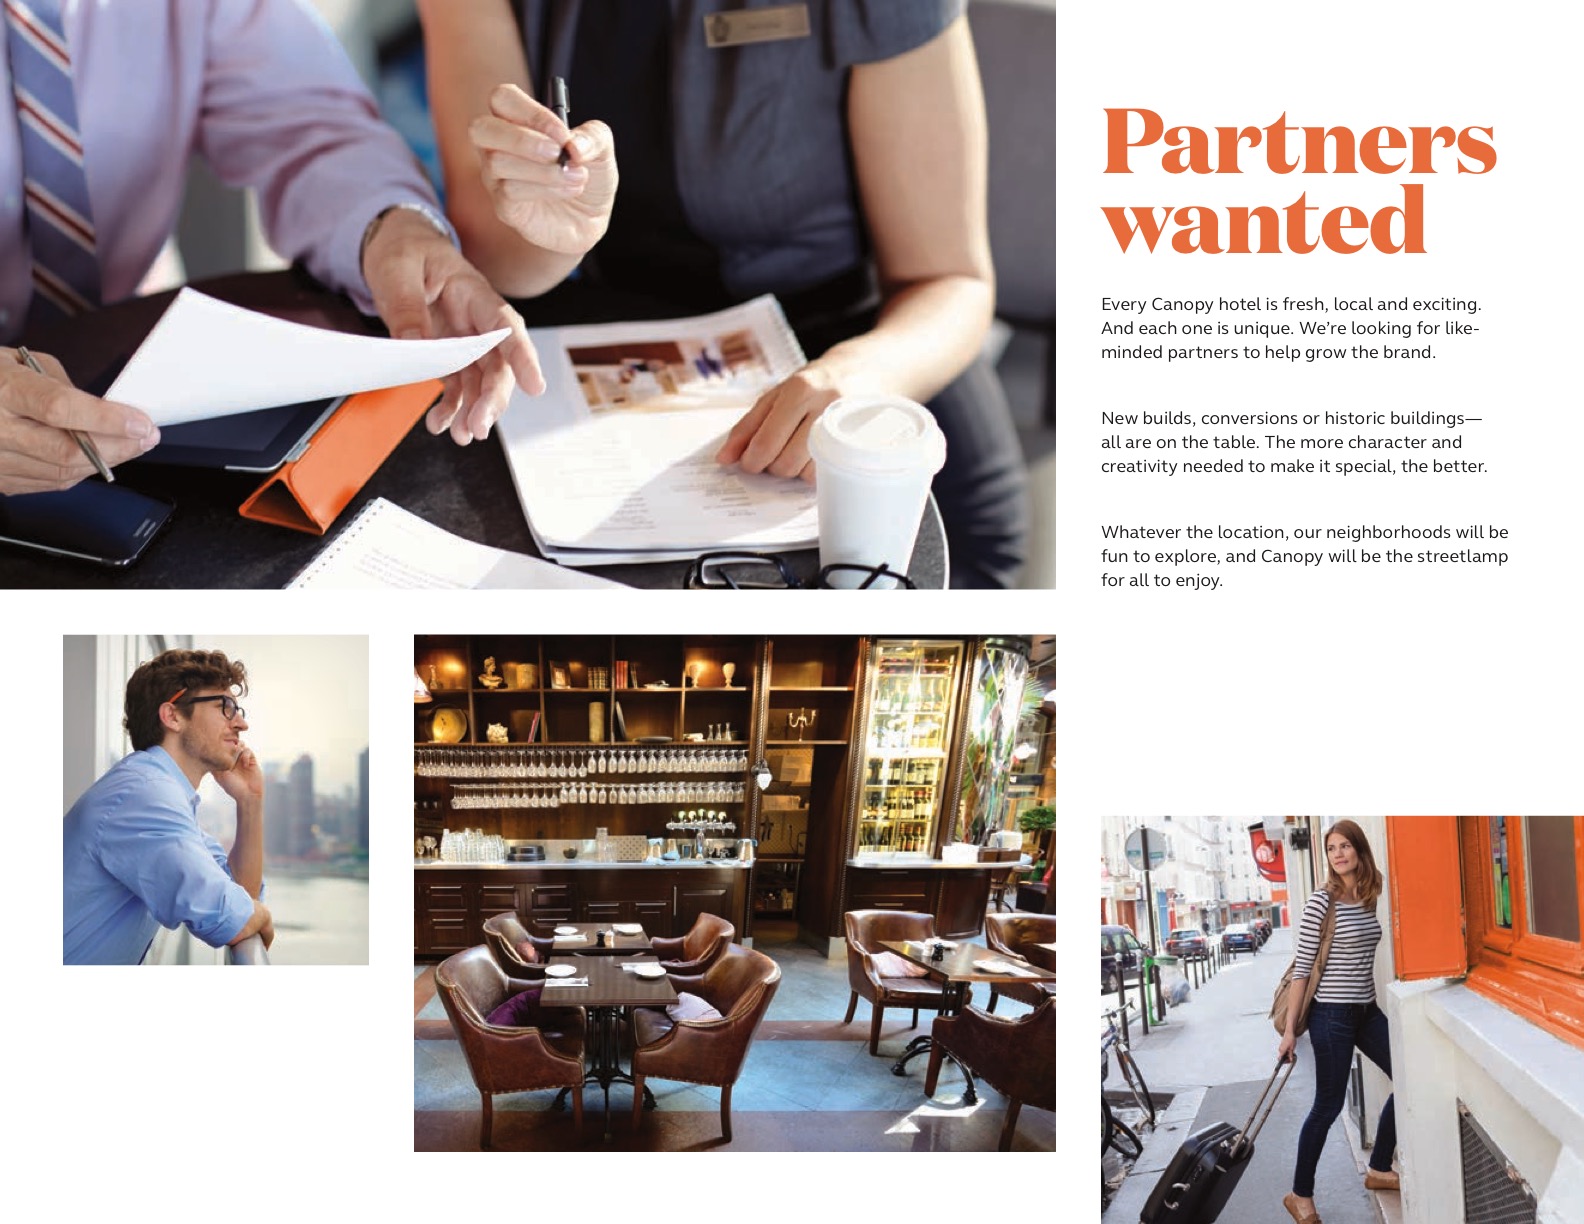 Partners
wanted
Every Canopy hotel is fresh, local and exciting.
And each one is unique. We're looking for like-
minded partners to help grow the brand.
New builds, conversions or historic buildings—
all are on the table. The more character and
creativity needed to make it special, the better.
Whatever the location, our neighborhoods will be
fun to explore, and Canopy will be the streetlamp
for all to enjoy.